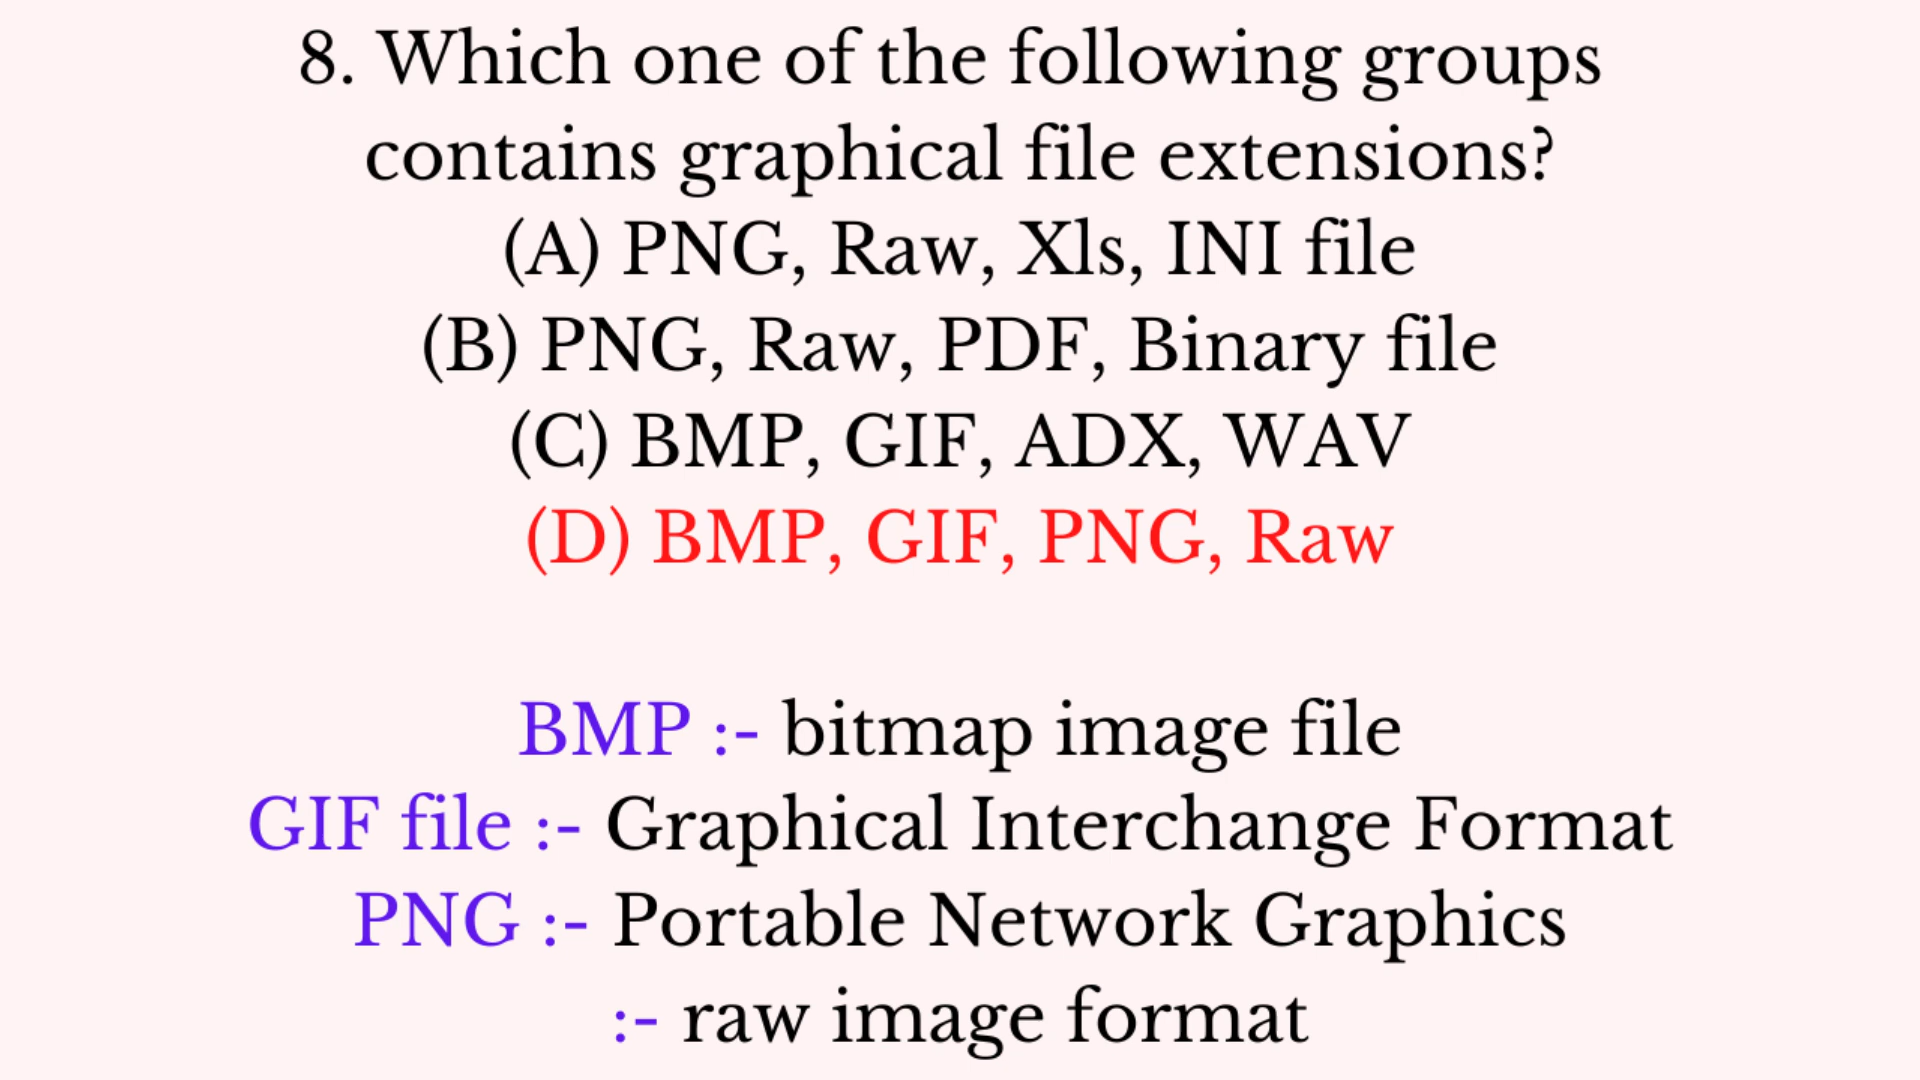 8. Which one of the following groups
contains graphical file extensions?
(A) PNG, Raw, Xls, INI file
(B) PNG, Raw, PDF, Binary file
(C) BMP, GIF, ADX, WAV
(D) BMP, GIF, PNG, Raw
BMP :- bitmap image file
GIF file :- Graphical Interchange Format
PNG :- Portable Network Graphics
:- raw image format